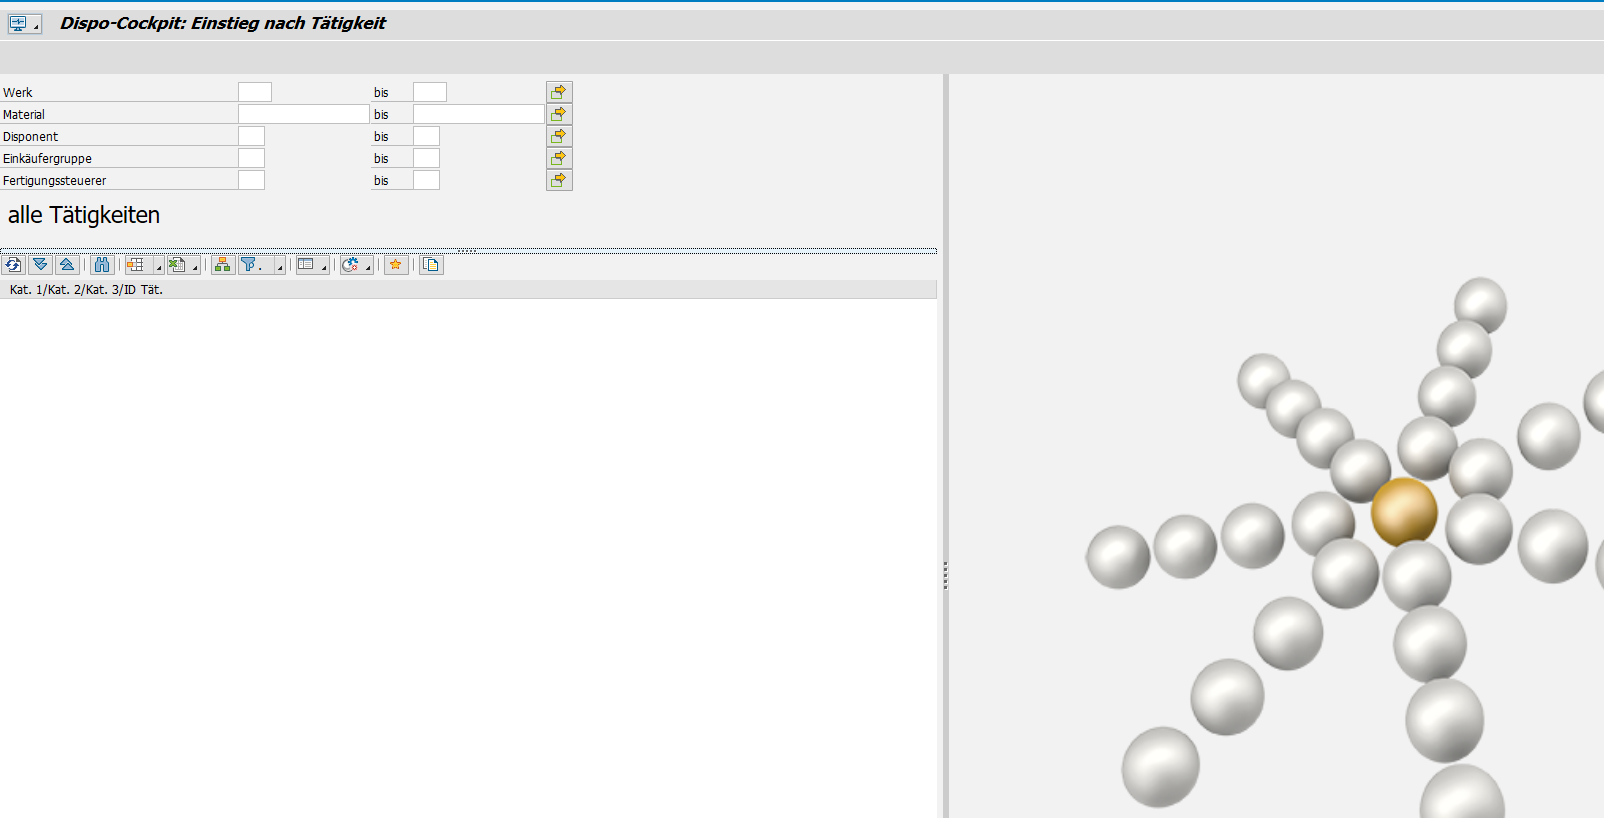 Dispo-Cockpit: Einstieg nach Tätigkeit
Werk bis
Material bis
Disponent bis
Einkäufergruppe bis
Fertigungssteuerer bis
alle Tätigkeiten
Kat. 1/Kat. 2/Kat. 3/ID Tät.